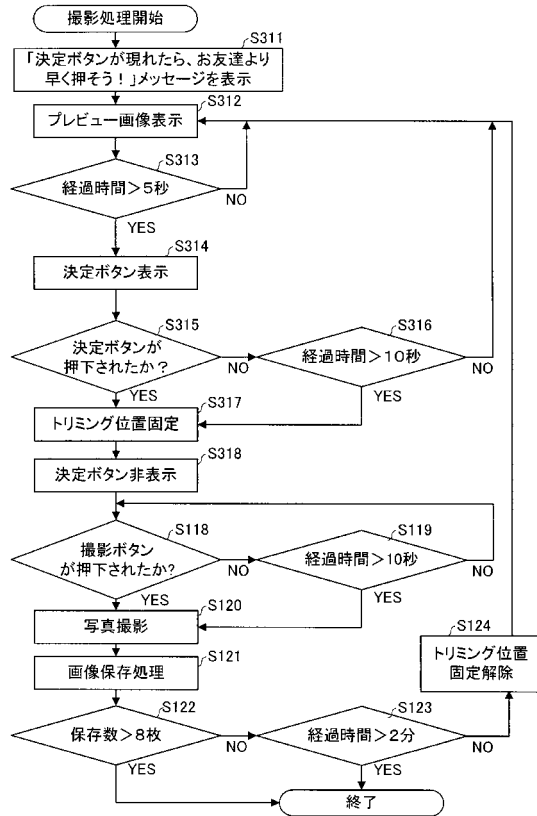 撮影処理開始
S311
「決定ボタンが現れたら、お友達より
早く押そう！」メッセージを表示
S312
プレビュー画像表示
S313
経過時間＞5秒
NO
YES
S314
決定ボタン表示
S315
決定ボタンが
押下されたか？
NO
YES
S316
経過時間＞10秒
NO
YES
S317
トリミング位置固定
S318
決定ボタン非表示
S118
撮影ボタン
が押下されたか?
NO
YES
S119
経過時間＞10秒
NO
YES
S120
写真撮影
S121
画像保存処理
S122
保存数＞8枚
NO
YES
S123
経過時間＞2分
NO
YES
S124
トリミング位置
固定解除
終了